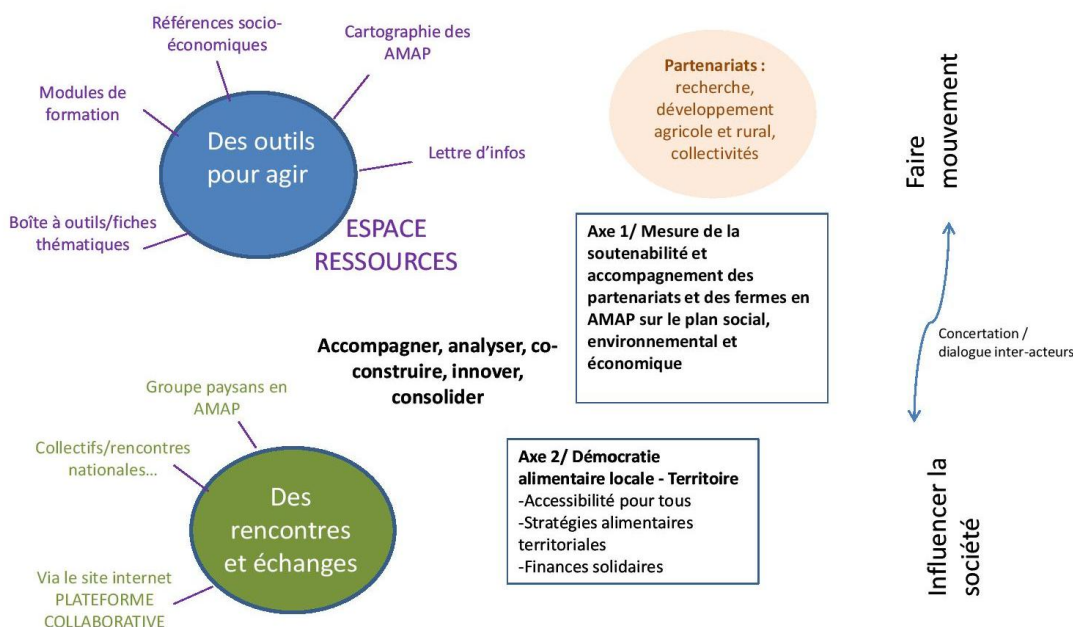 Références socio-
économiques
Cartographie des
AMAP
Modules de
formation
Des outils
pour agir
Lettre d'infos
Boîte à outils/fiches
thématiques
ESPACE
RESSOURCES
Partenariats :
recherche,
développement
agricole et rural,
collectivités
Faire
mouvement
Axe 1/ Mesure de la
soutenabilité et
accompagnement des
partenariats et des fermes en
AMAP sur le plan social,
environnemental et
économique
Concertation /
dialogue inter-acteurs
Accompagner, analyser, co-
construire, innover,
consolider
Groupe paysans en
AMAP
Collectifs/rencontres
nationales...
Des
rencontres
et échanges
Via le site internet
PLATEFORME
COLLABORATIVE
Axe 2/ Démocratie
alimentaire locale - Territoire
-Accessibilité pour tous
-Stratégies alimentaires
territoriales
-Finances solidaires
Influencer la
société